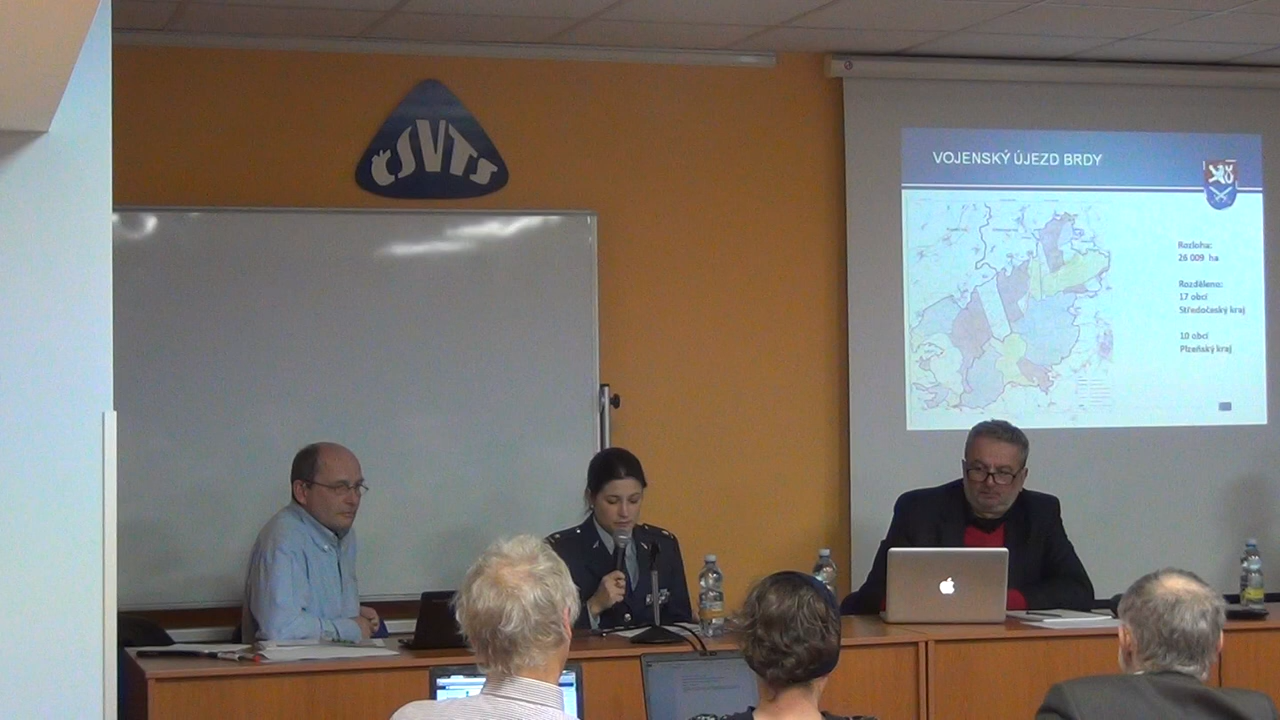 ČSVTS
VOJENSKÝ ÚJEZD BRDY
Rozloha:
26 009 ha
Rozděleno:
17 obcí
Středočeský kraj
10 obcí
Plzeňský kraj